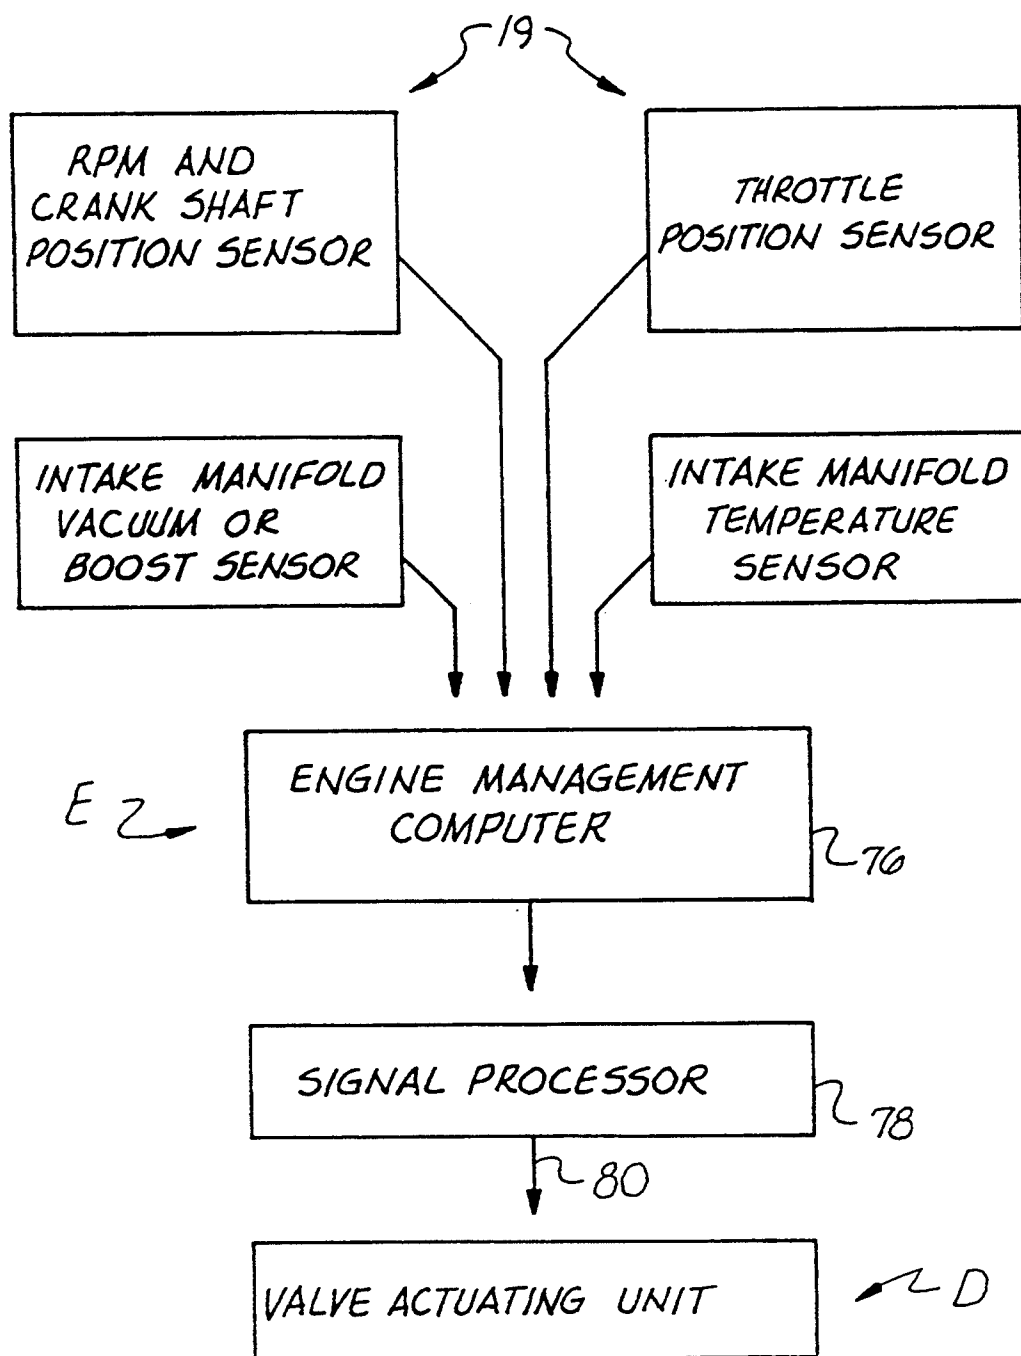 19
RPM AND
CRANK SHAFT
POSITION SENSOR
THROTTLE
POSITION SENSOR
INTAKE MANIFOLD
VACUUM OR
BOOST SENSOR
INTAKE MANIFOLD
TEMPERATURE
SENSOR
ENGINE MANAGEMENT
COMPUTER
E
76
SIGNAL PROCESSOR
78
80
VALVE ACTUATING UNIT
D